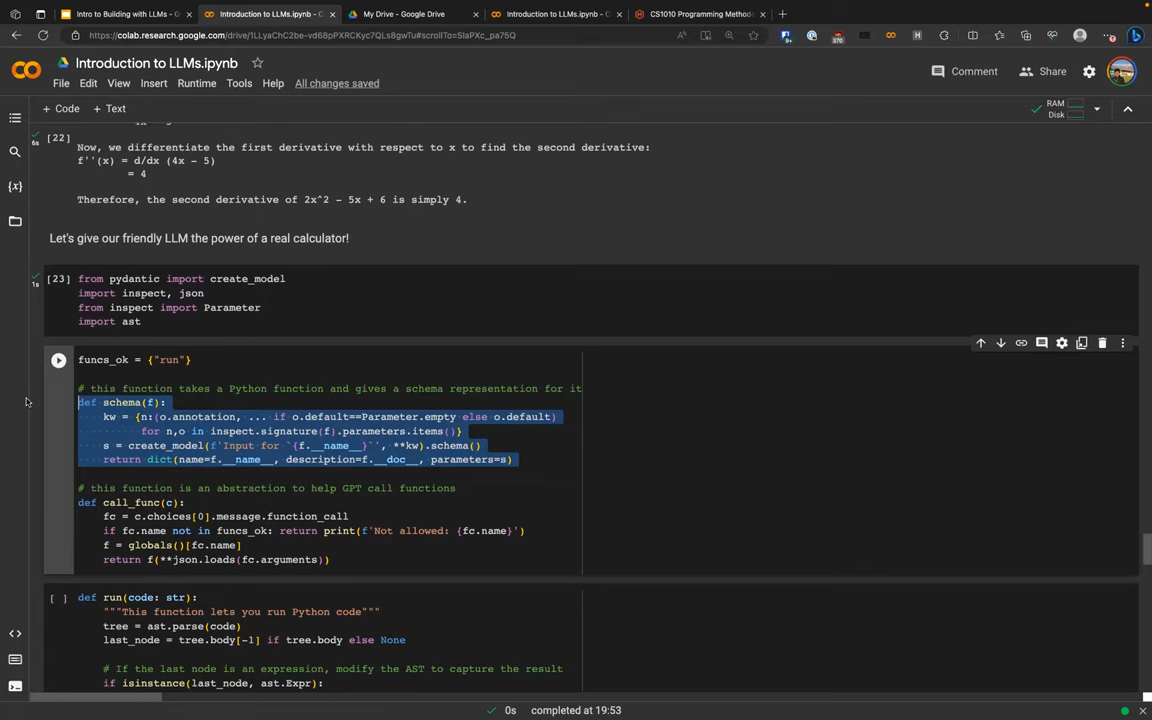 Intro to Building with LLMs - G
Introduction to LLMs.ipynb - C
My Drive - Google Drive
Introduction to LLMs.ipynb - C
CS1010 Programming Method
https://colab.research.google.com/drive/1LLyaChC2be-vd68pPXRCKyc7QLs8gwTu#scrollTo=SlaPXc_pa75Q
Introduction to LLMs.ipynb
File Edit View Insert Runtime Tools Help All changes saved
Comment
Share
+ Code + Text
RAM
Disk
[22]
6s
Now, we differentiate the first derivative with respect to x to find the second derivative:
f''(x) = d/dx (4x - 5)
= 4
Therefore, the second derivative of 2x^2 - 5x + 6 is simply 4.
Let's give our friendly LLM the power of a real calculator!
[23] from pydantic import create_model
1s
import inspect, json
from inspect import Parameter
import ast
funcs_ok = {"run"}
# this function takes a Python function and gives a schema representation for it
def schema(f):
kw = {n:(o.annotation, ... if o.default==Parameter.empty else o.default)
for n,o in inspect.signature(f).parameters.items()}
s = create_model(f'Input for `{f.__name__}`', **kw).schema()
return dict(name=f.__name__, description=f.__doc__, parameters=s)
# this function is an abstraction to help GPT call functions
def call_func(c):
fc = c.choices[0].message.function_call
if fc.name not in funcs_ok: return print(f'Not allowed: {fc.name}')
f = globals()[fc.name]
return f(**json.loads(fc.arguments))
[ ] def run(code: str):
"""This function lets you run Python code"""
tree = ast.parse(code)
last_node = tree.body[-1] if tree.body else None
# If the last node is an expression, modify the AST to capture the result
if isinstance(last_node, ast.Expr):
0s completed at 19:53